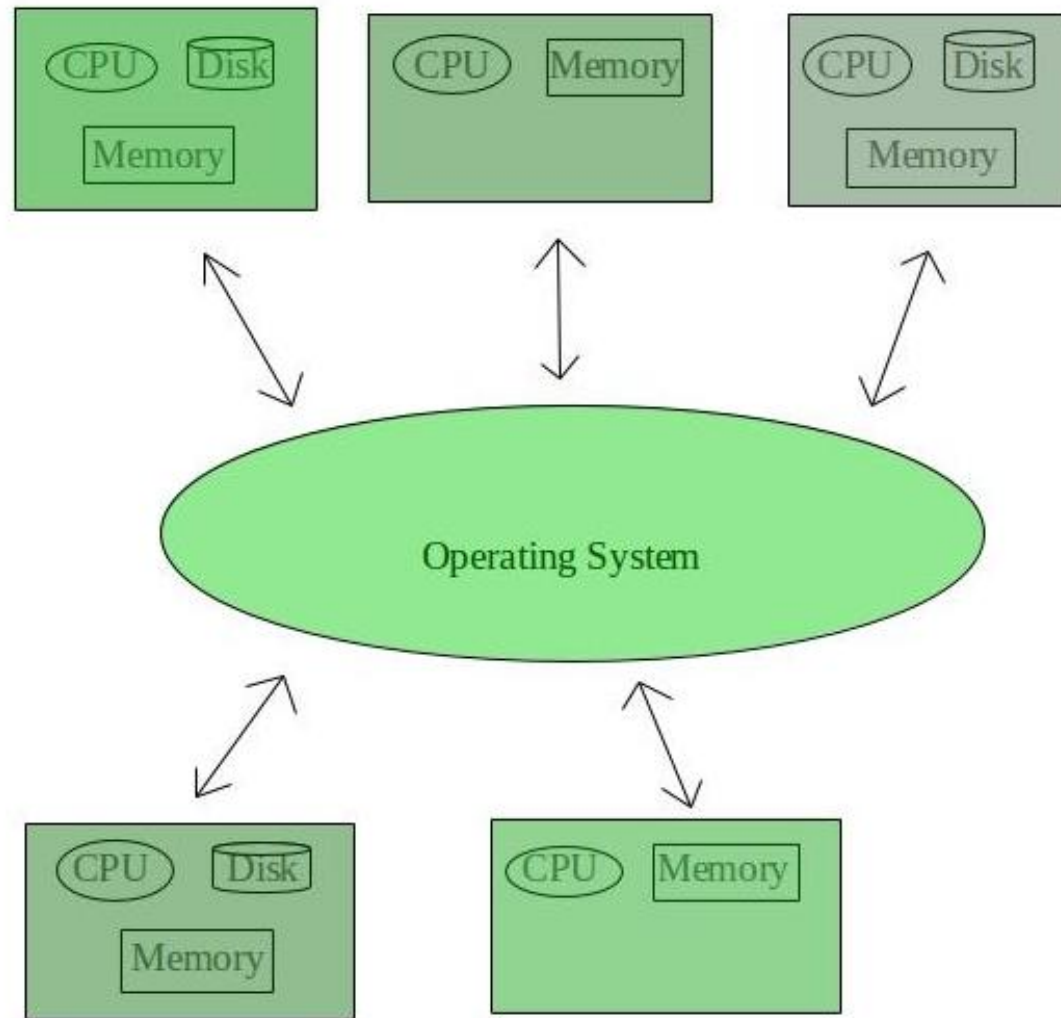 CPU Disk
Memory
CPU Memory
CPU Disk
Memory
Operating System
CPU Disk
Memory
CPU Memory